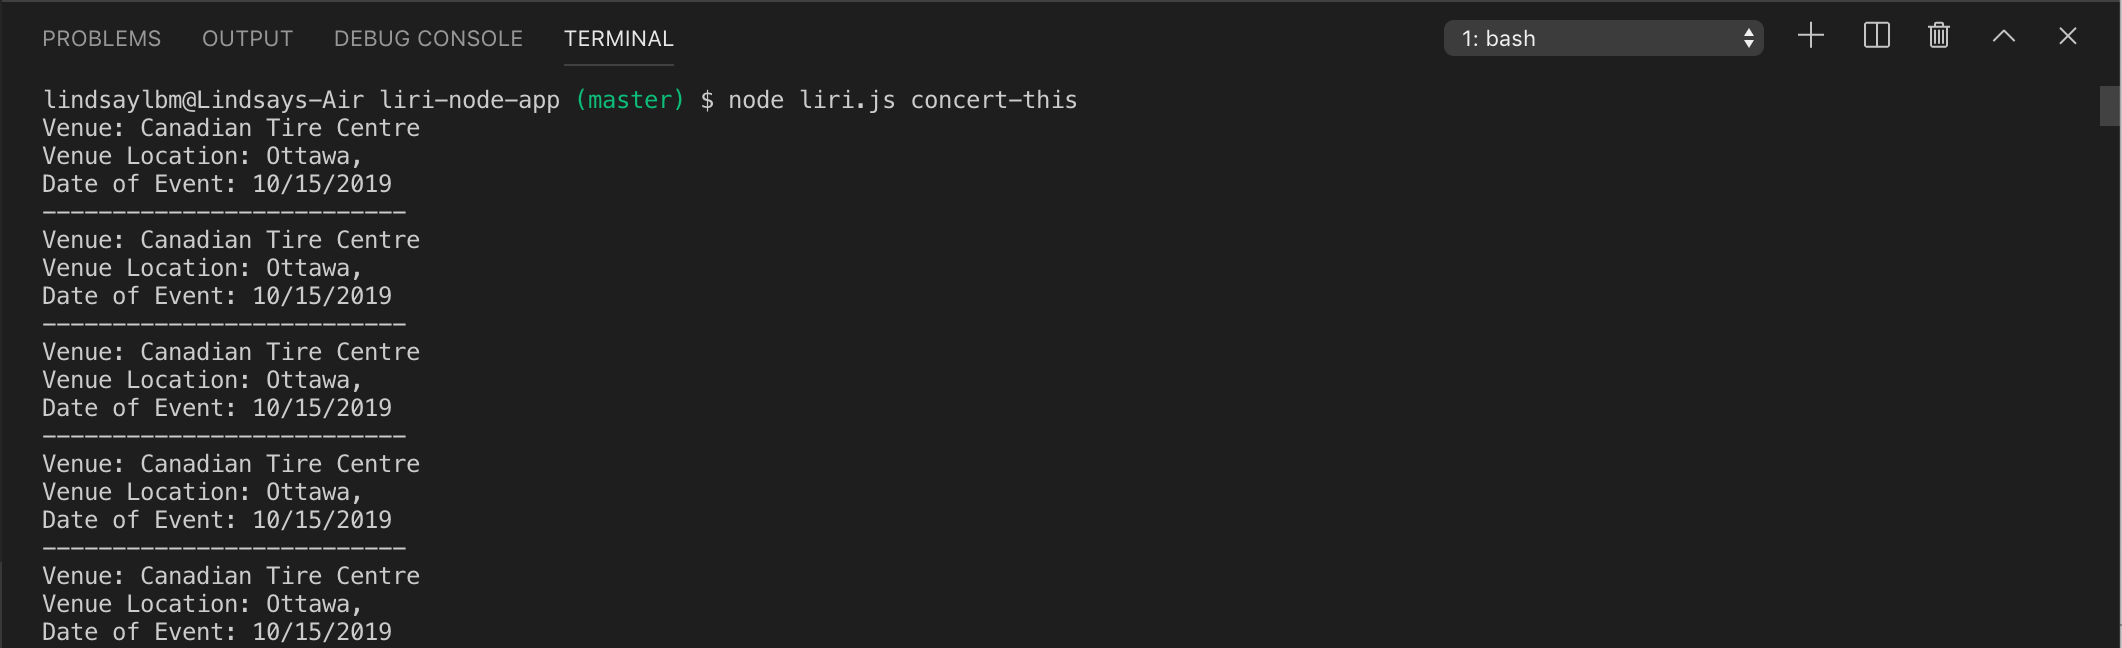 PROBLEMS OUTPUT DEBUG CONSOLE TERMINAL 1: bash
lindsaylbm@Lindsays-Air liri-node-app (master) $ node liri.js concert-this
Venue: Canadian Tire Centre
Venue Location: Ottawa,
Date of Event: 10/15/2019
--------------------------
Venue: Canadian Tire Centre
Venue Location: Ottawa,
Date of Event: 10/15/2019
--------------------------
Venue: Canadian Tire Centre
Venue Location: Ottawa,
Date of Event: 10/15/2019
--------------------------
Venue: Canadian Tire Centre
Venue Location: Ottawa,
Date of Event: 10/15/2019
--------------------------
Venue: Canadian Tire Centre
Venue Location: Ottawa,
Date of Event: 10/15/2019